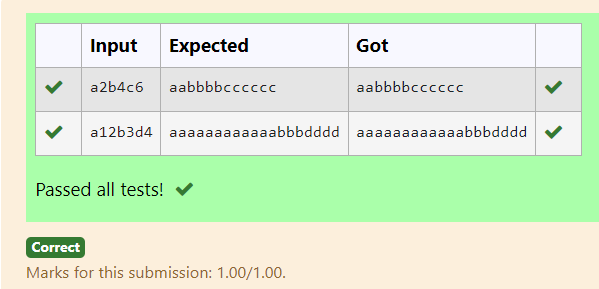 Input Expected Got
a2b4c6 aabbbbcccccc aabbbbcccccc
a12b3d4 aaaaaaaaaaaabbbdddd aaaaaaaaaaaabbbdddd
Passed all tests!
Correct
Marks for this submission: 1.00/1.00.